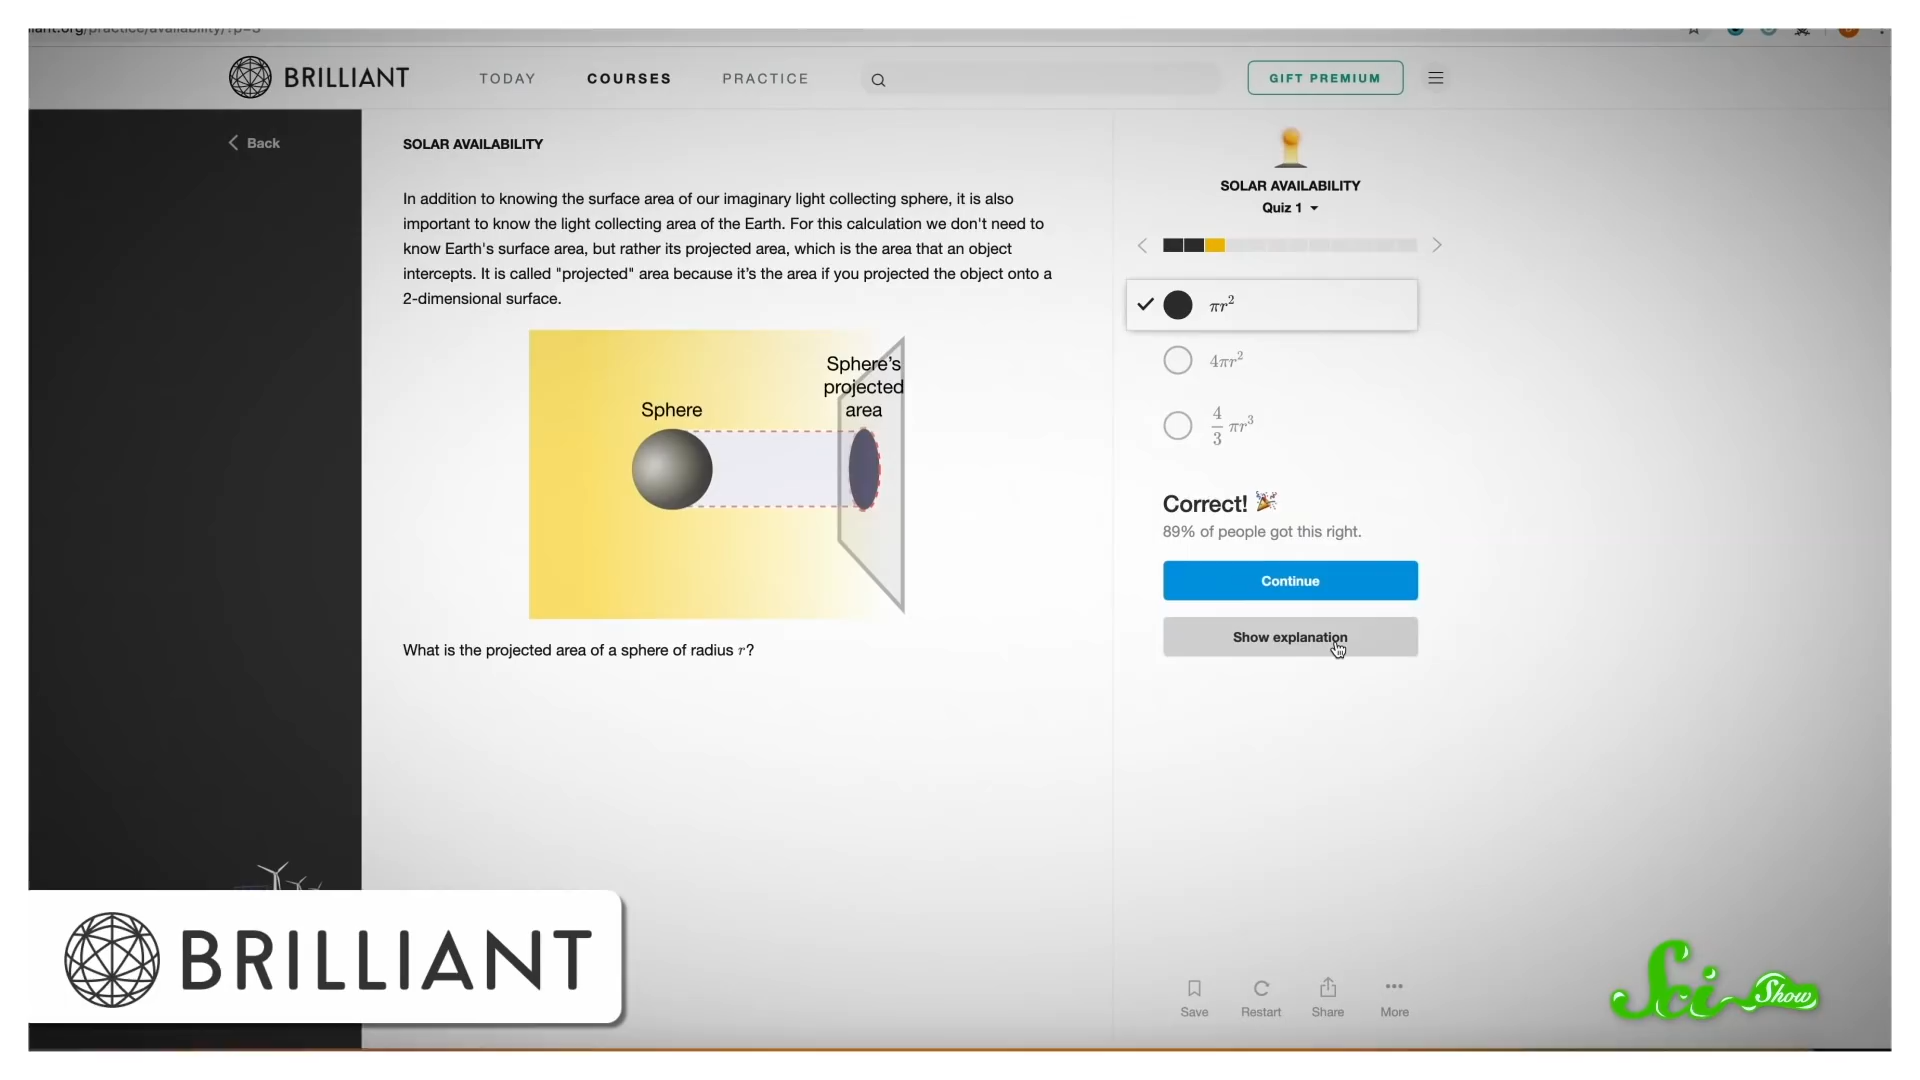 BRILLIANT
TODAY
COURSES
PRACTICE
GIFT PREMIUM
Back
SOLAR AVAILABILITY
In addition to knowing the surface area of our imaginary light collecting sphere, it is also
important to know the light collecting area of the Earth. For this calculation we don't need to
know Earth's surface area, but rather its projected area, which is the area that an object
intercepts. It is called "projected" area because it's the area if you projected the object onto a
2-dimensional surface.
Sphere
Sphere's
projected
area
What is the projected area of a sphere of radius r?
SOLAR AVAILABILITY
Quiz 1
πr²
4πr²
4/3 πr³
Correct! 🎉
89% of people got this right.
Continue
Show explanation
Save
Restart
Share
More
BRILLIANT
Sci Show